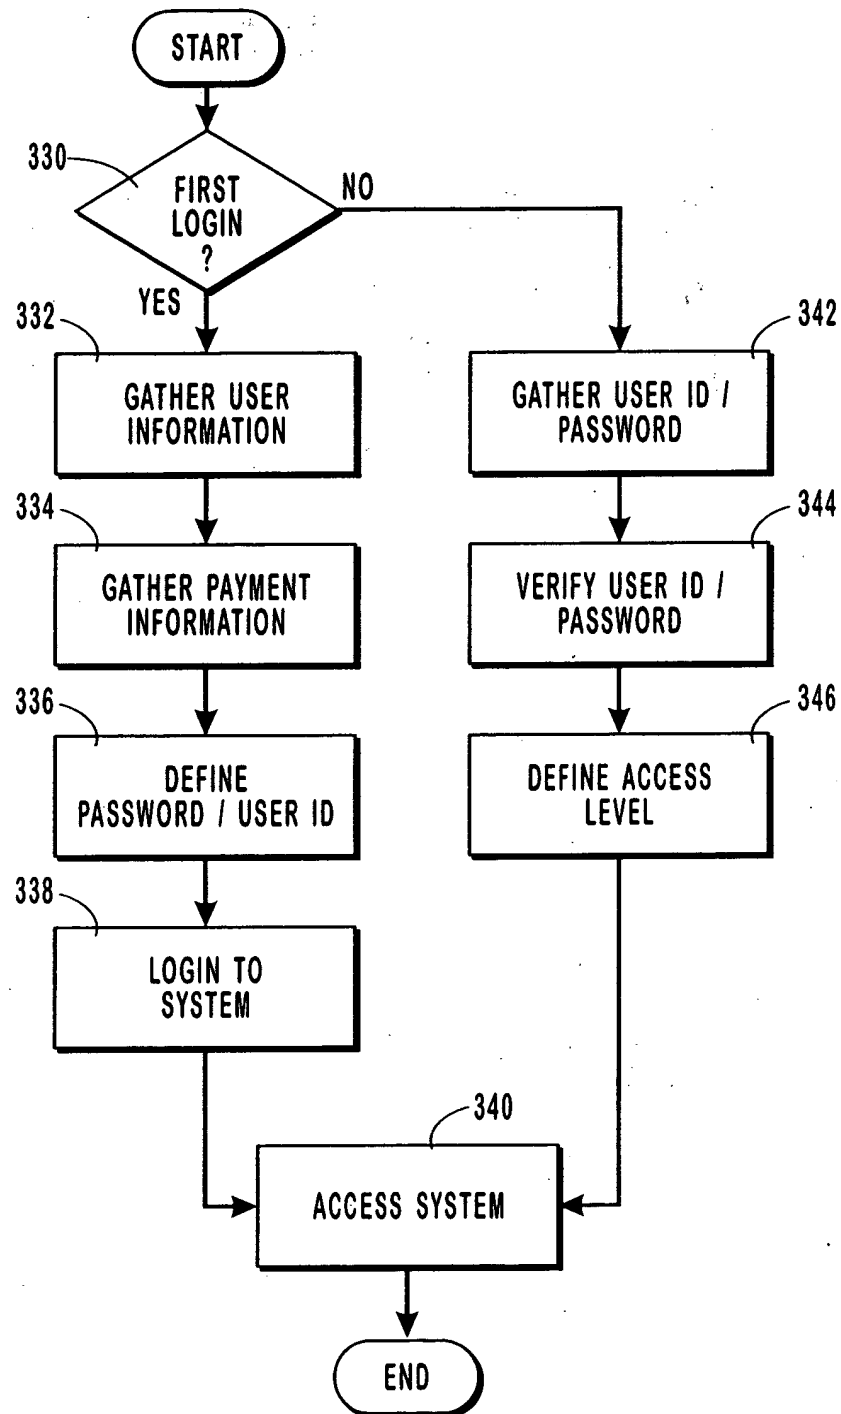 START
330
FIRST
LOGIN
?
NO
YES
332
GATHER USER
INFORMATION
342
GATHER USER ID /
PASSWORD
334
GATHER PAYMENT
INFORMATION
344
VERIFY USER ID /
PASSWORD
336
DEFINE
PASSWORD / USER ID
346
DEFINE ACCESS
LEVEL
338
LOGIN TO
SYSTEM
340
ACCESS SYSTEM
END